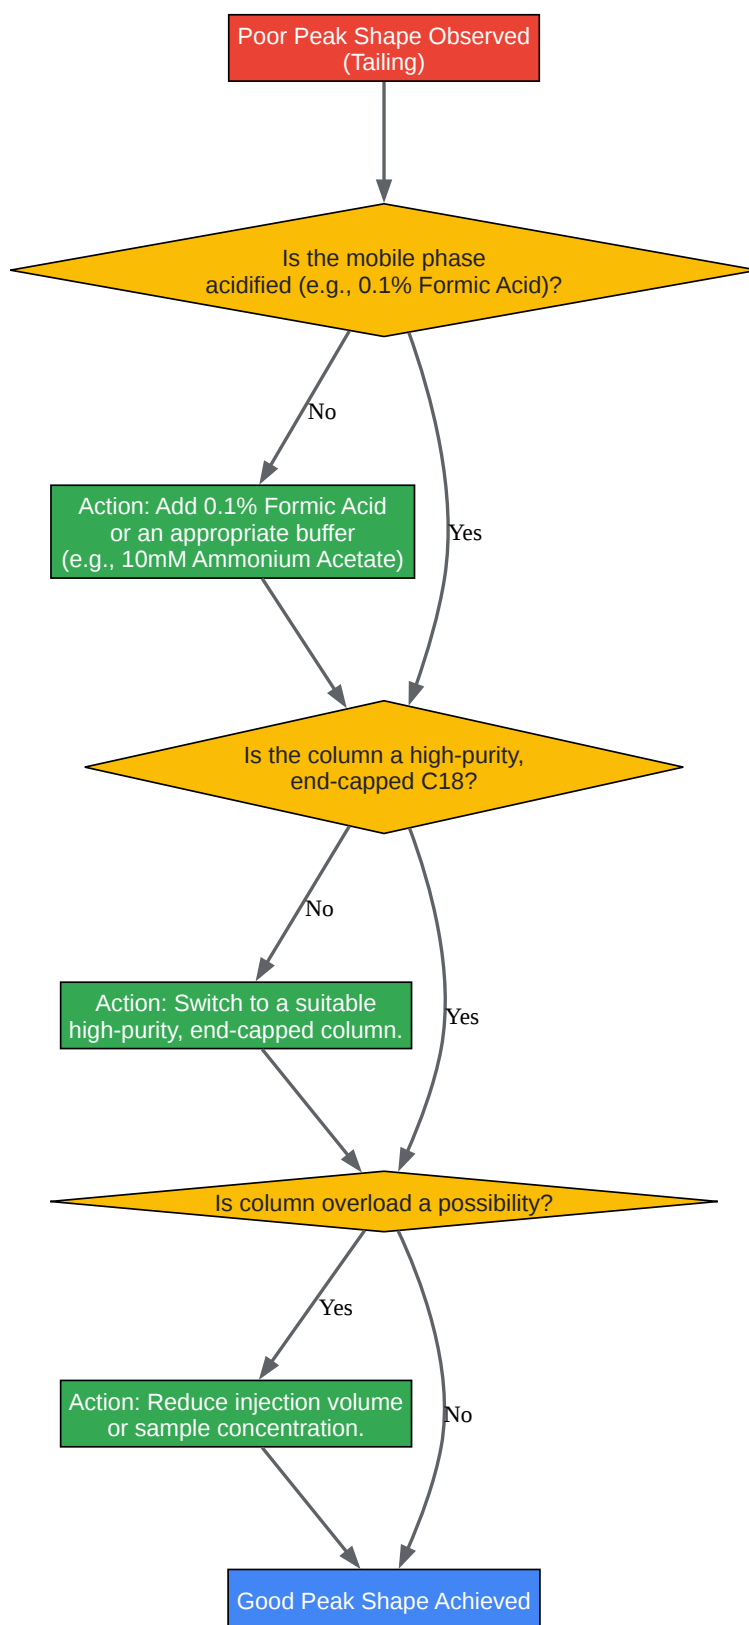 Poor Peak Shape Observed
(Tailing)
Is the mobile phase
acidified (e.g., 0.1% Formic Acid)?
No
Action: Add 0.1% Formic Acid
or an appropriate buffer
(e.g., 10mM Ammonium Acetate)
Yes
Is the column a high-purity,
end-capped C18?
No
Action: Switch to a suitable
high-purity, end-capped column.
Yes
Is column overload a possibility?
Yes
Action: Reduce injection volume
or sample concentration.
No
Good Peak Shape Achieved